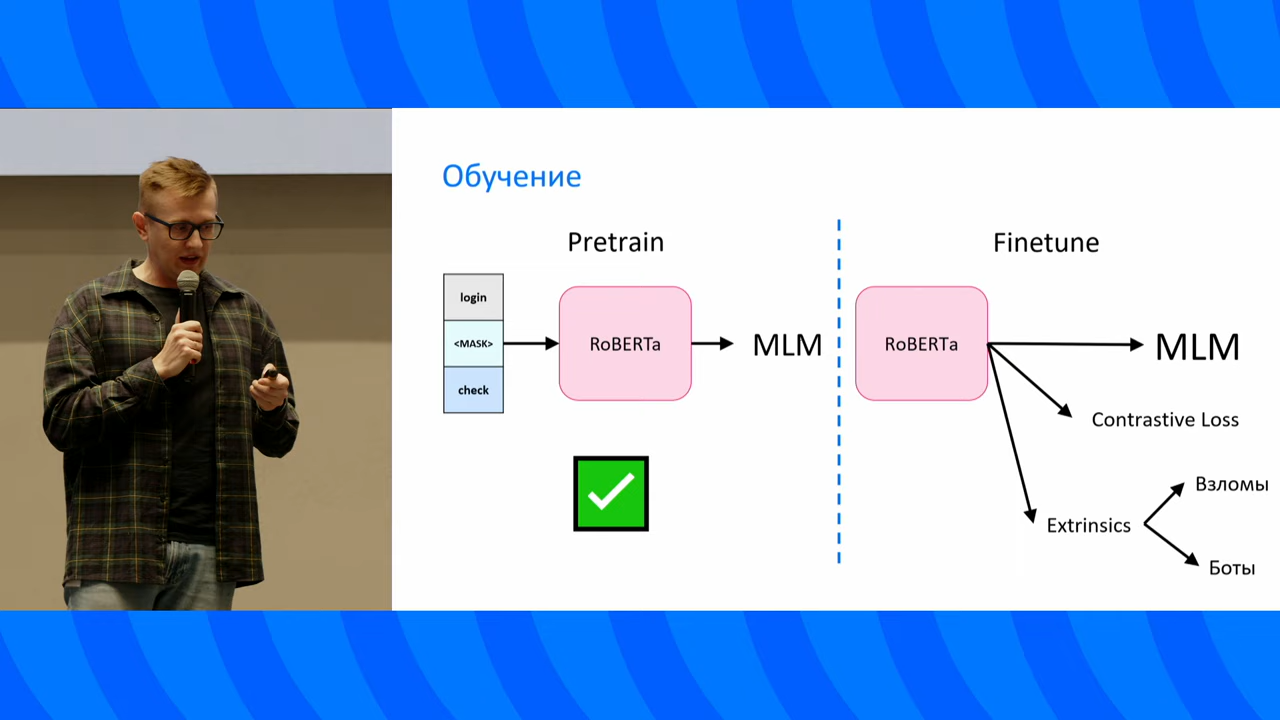 Обучение
Pretrain
login
<MASK>
check
RoBERTa
MLM
Finetune
RoBERTa
MLM
Contrastive Loss
Extrinsics
Взломы
Боты